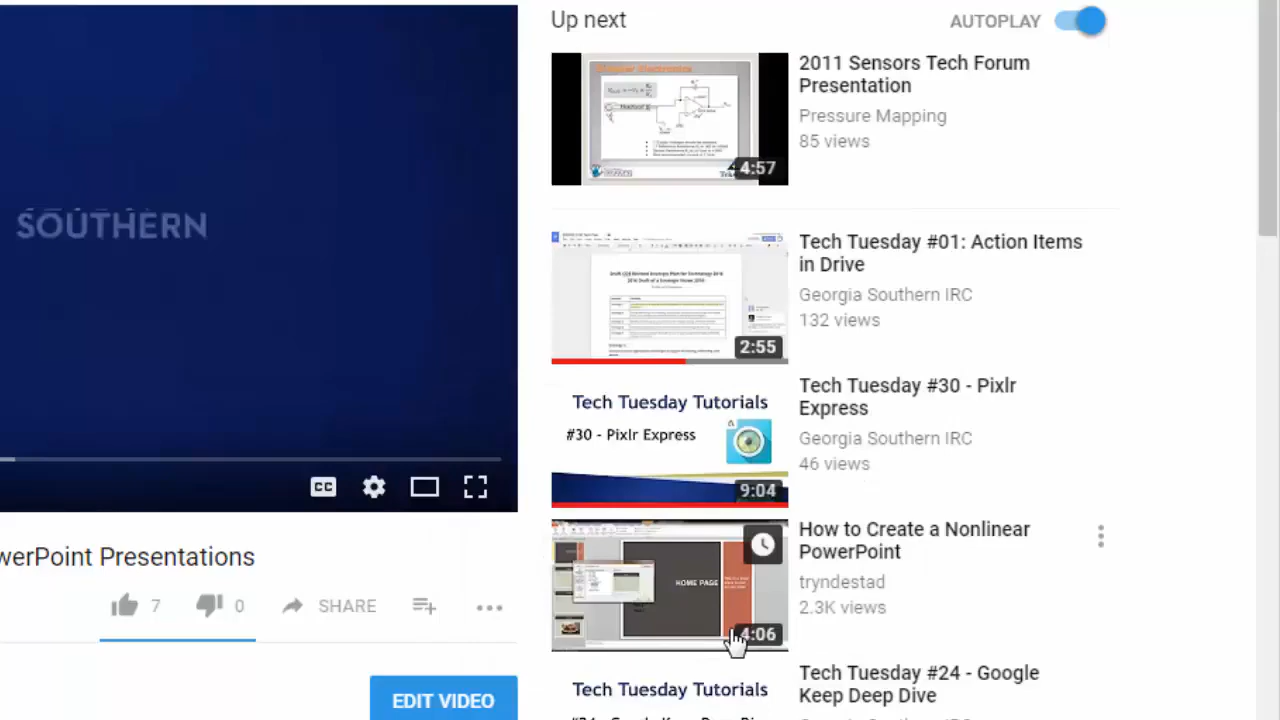 Up next
AUTOPLAY
4:57
2011 Sensors Tech Forum
Presentation
Pressure Mapping
85 views
SOUTHERN
2:55
Tech Tuesday #01: Action Items
in Drive
Georgia Southern IRC
132 views
Tech Tuesday Tutorials
#30 - Pixlr Express
9:04
Tech Tuesday #30 - Pixlr
Express
Georgia Southern IRC
46 views
CC
werPoint Presentations
7
0
SHARE
EDIT VIDEO
HOME PAGE
4:06
How to Create a Nonlinear
PowerPoint
tryndestad
2.3K views
Tech Tuesday Tutorials
Tech Tuesday #24 - Google
Keep Deep Dive